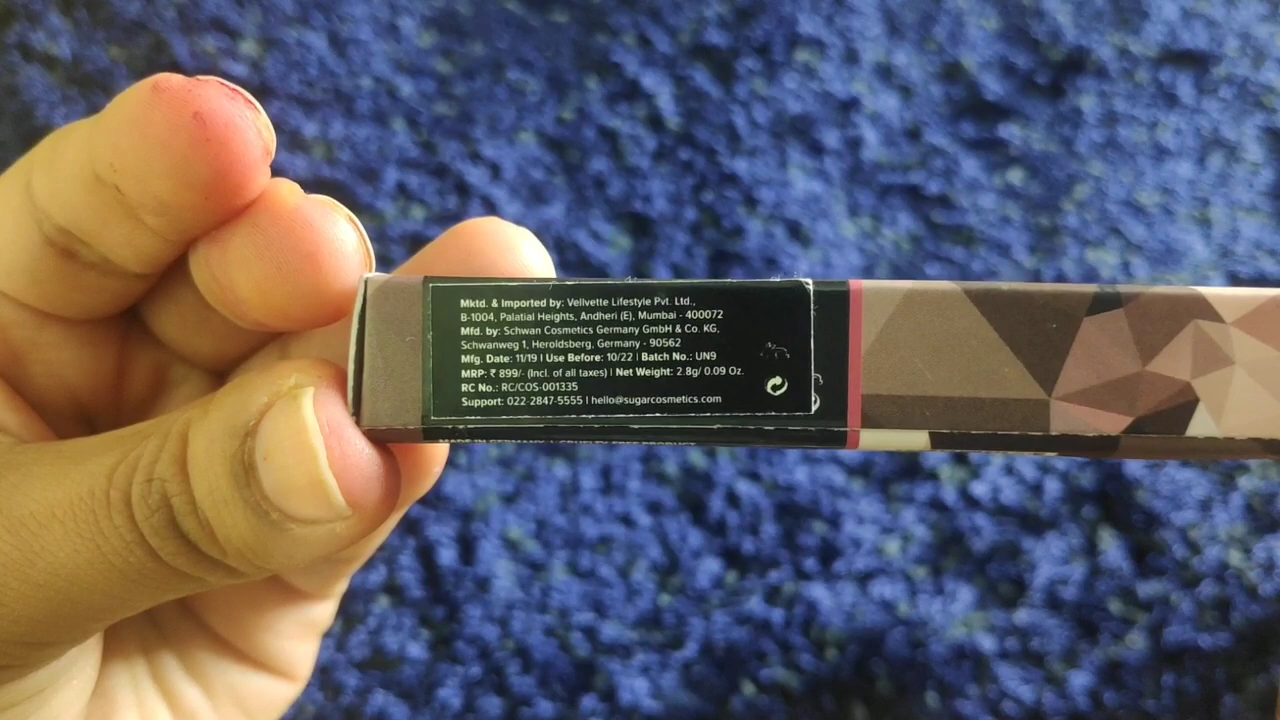 Mktd. & Imported by: Vellvette Lifestyle Pvt. Ltd.,
B-1004, Palatial Heights, Andheri (E), Mumbai - 400072
Mfd. by: Schwan Cosmetics Germany GmbH & Co. KG,
Schwanweg 1, Heroldsberg, Germany - 90562
Mfg. Date: 11/19 | Use Before: 10/22 | Batch No.: UN9
MRP: ₹ 899/- (Incl. of all taxes) | Net Weight: 2.8g/ 0.09 Oz.
RC No.: RC/COS-001335
Support: 022-2847-5555 | hello@sugarcosmetics.com